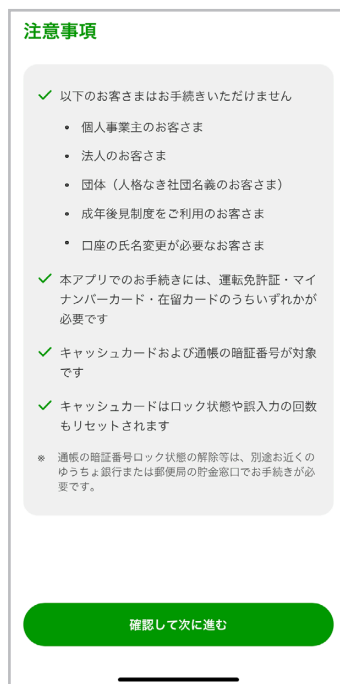 注意事項
以下のお客さまはお手続きいただけません
• 個人事業主のお客さま
• 法人のお客さま
• 団体（人格なき社団名義のお客さま）
• 成年後見制度をご利用のお客さま
• 口座の氏名変更が必要なお客さま
本アプリでのお手続きには、運転免許証・マイ
ナンバーカード・在留カードのうちいずれかが
必要です
キャッシュカードおよび通帳の暗証番号が対象
です
キャッシュカードはロック状態や誤入力の回数
もリセットされます
※ 通帳の暗証番号ロック状態の解除等は、別途お近くの
ゆうちょ銀行または郵便局の貯金窓口でお手続きが必
要です。
確認して次に進む